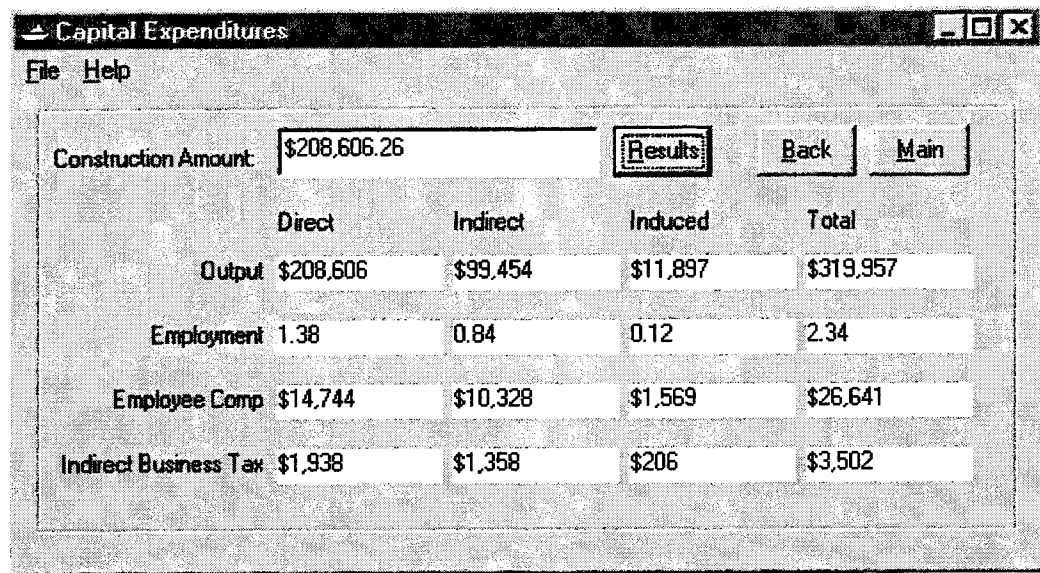 Capital Expenditures
File Help
Construction Amount: $208,606.26 Results Back Main
Direct Indirect Induced Total
Output $208,606 $99,454 $11,897 $319,957
Employment 1.38 0.84 0.12 2.34
Employee Comp $14,744 $10,328 $1,569 $26,641
Indirect Business Tax $1,938 $1,358 $206 $3,502